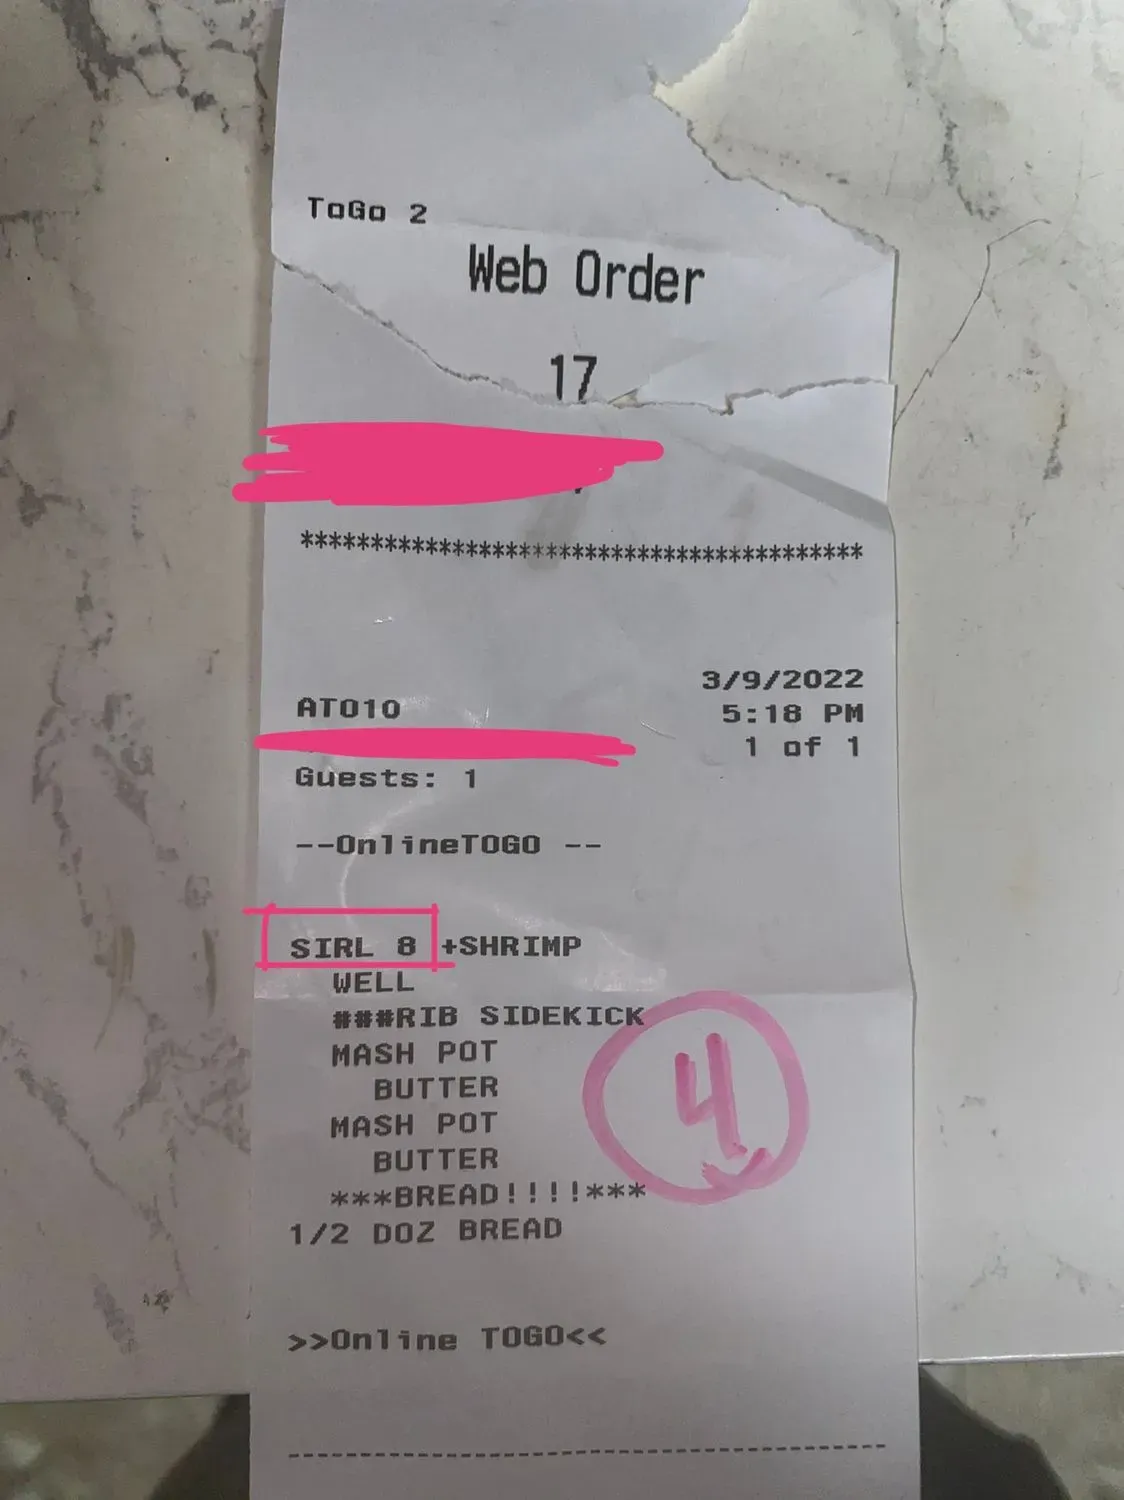 ToGo 2
Web Order
17
******************************************
3/9/2022
ATO10
5:18 PM
1 of 1
Guests: 1
--OnlineTOGO --
SIRL 8 +SHRIMP
WELL
###RIB SIDEKICK
MASH POT
BUTTER
4
MASH POT
BUTTER
***BREAD!!!!***
1/2 DOZ BREAD
>>Online TOGO<<